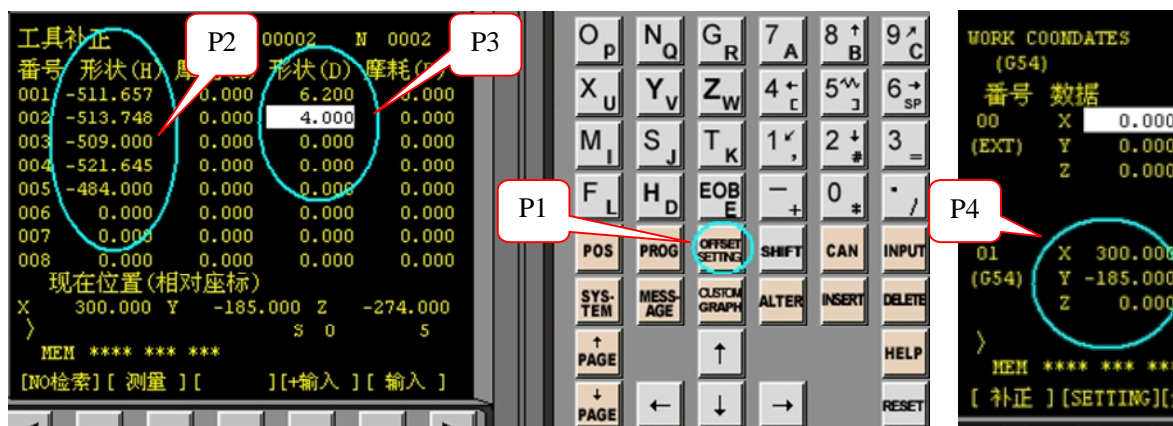 工具补正 00002 N 0002
番号 形状(H) 形状(D) 摩耗
001 -511.657 0.000 6.200 0.000
002 -513.748 0.000 4.000 0.000
003 -509.000 0.000 0.000 0.000
004 -521.645 0.000 0.000 0.000
005 -484.000 0.000 0.000 0.000
006 0.000 0.000 0.000 0.000
007 0.000 0.000 0.000 0.000
008 0.000 0.000 0.000 0.000
现在位置(相对座标)
X 300.000 Y -185.000 Z -274.000
〉 S 0 5
MEM **** *** ***
[NO检索][ 测量 ][ ][+输入 ][ 输入 ]
P2
P3
O P N Q G R 7 A 8 ↑ B 9 ↗ C
X U Y V Z W 4 ← [ 5 ] 6 → SP
M I S J T K 1 ↙ , 2 ↓ # 3 =
F L H D EOB E - + 0 * . /
POS PROG OFFSET SETTING SHIFT CAN INPUT
SYS-TEM MESS-AGE CUSTOM GRAPH ALTER INSERT DELETE
↑ PAGE ↑ HELP
↓ PAGE ← ↓ → RESET
P1
P4
WORK COONDATES
(G54)
番号 数据
00 X 0.000
(EXT) Y 0.000
Z 0.000
01 X 300.000
(G54) Y -185.000
Z 0.000
〉
MEM **** *** ***
[ 补正 ][SETTING][